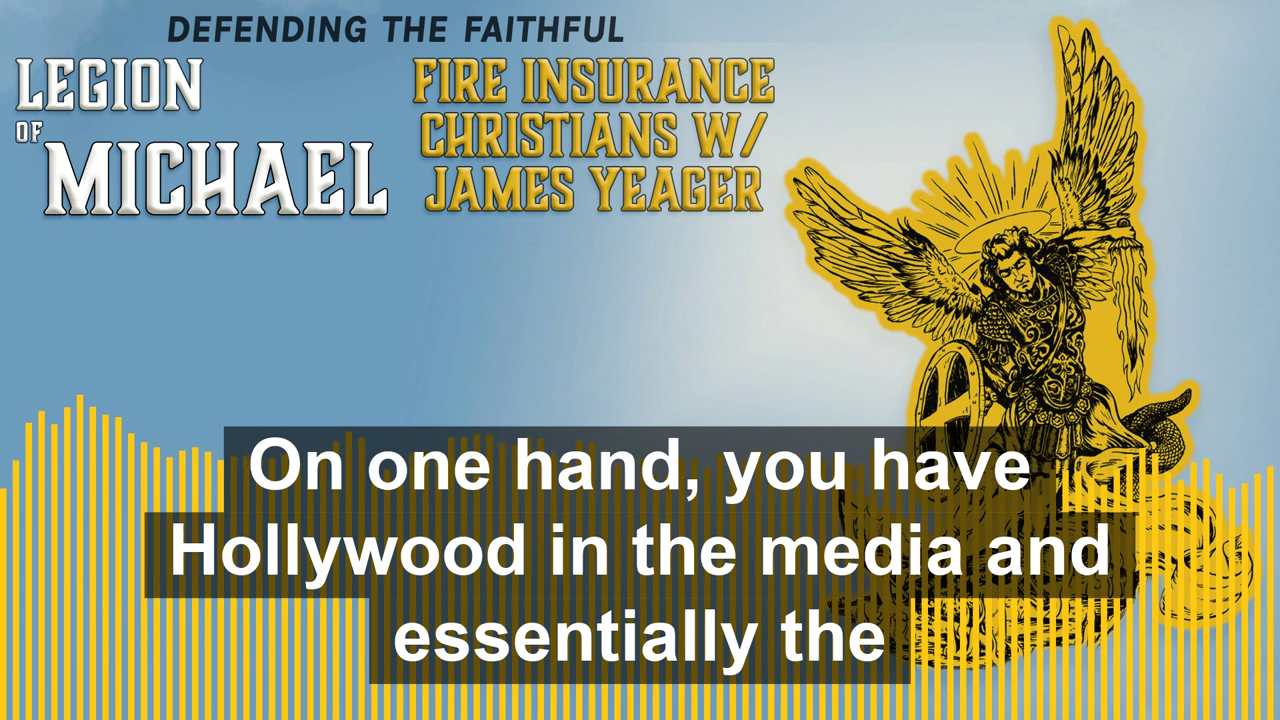 DEFENDING THE FAITHFUL
LEGION
OF
MICHAEL
FIRE INSURANCE
CHRISTIANS W/
JAMES YEAGER
On one hand, you have
Hollywood in the media and
essentially the